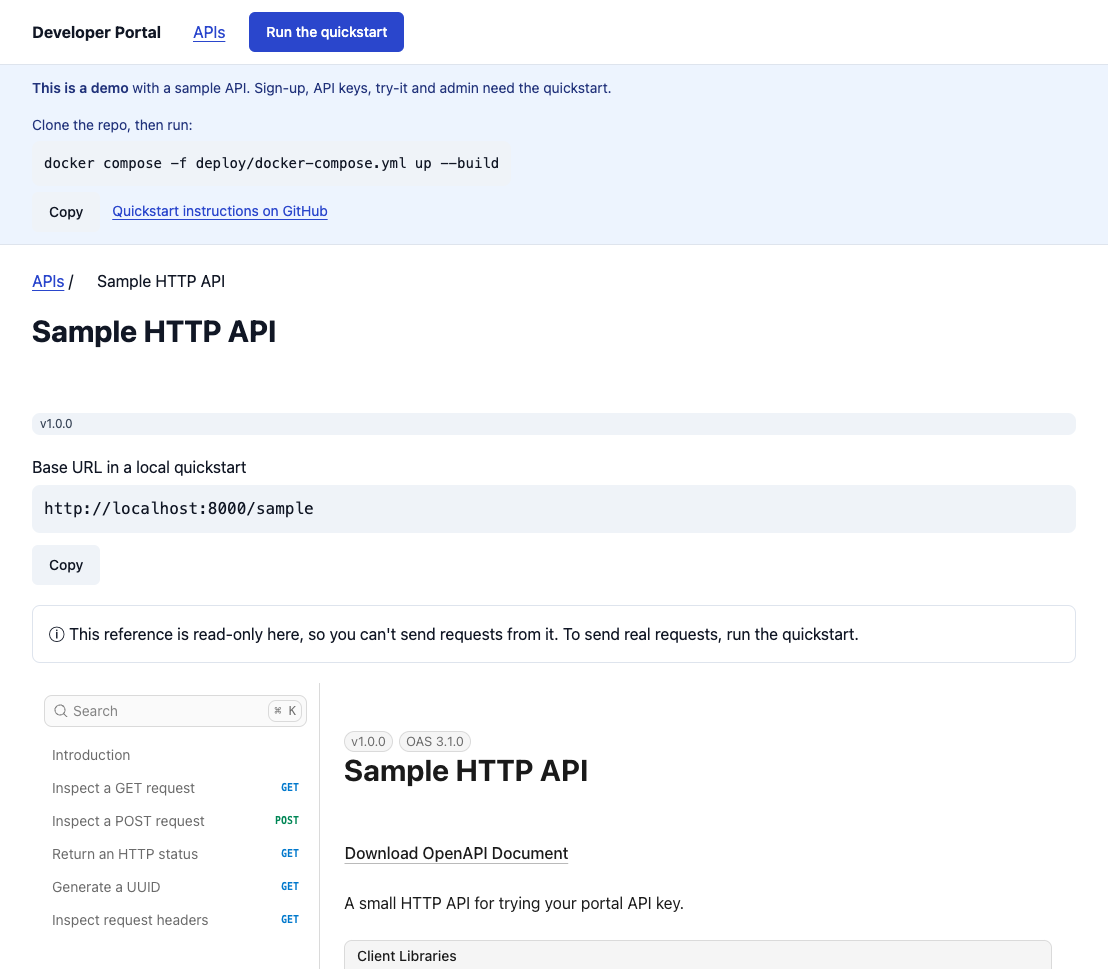 Developer Portal APIs Run the quickstart
This is a demo with a sample API. Sign-up, API keys, try-it and admin need the quickstart.
Clone the repo, then run:
docker compose -f deploy/docker-compose.yml up --build
Copy Quickstart instructions on GitHub
APIs / Sample HTTP API
Sample HTTP API
v1.0.0
Base URL in a local quickstart
http://localhost:8000/sample
Copy
ⓘ This reference is read-only here, so you can't send requests from it. To send real requests, run the quickstart.
Search ⌘ K
Introduction
Inspect a GET request GET
Inspect a POST request POST
Return an HTTP status GET
Generate a UUID GET
Inspect request headers GET
v1.0.0 OAS 3.1.0
Sample HTTP API
Download OpenAPI Document
A small HTTP API for trying your portal API key.
Client Libraries